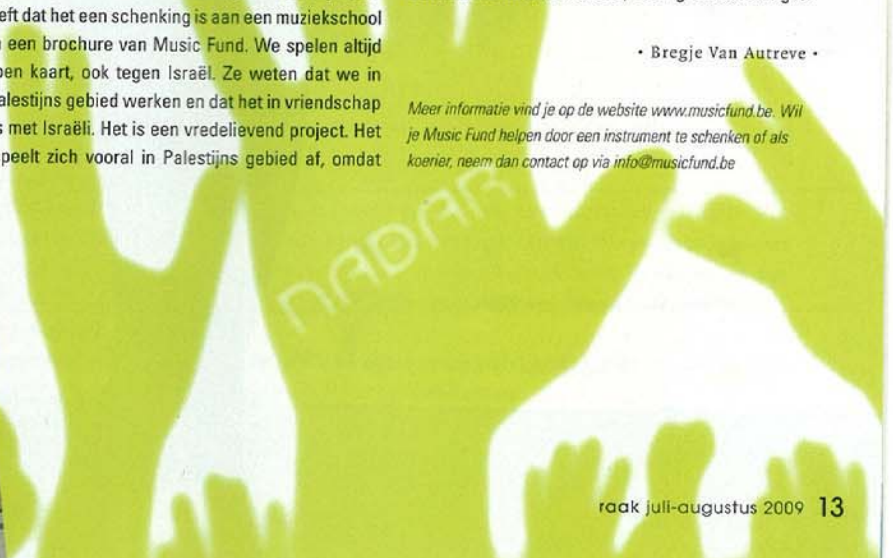 eft dat het een schenking is aan een muziekschool
een brochure van Music Fund. We spelen altijd
en kaart, ook tegen Israël. Ze weten dat we in
alestijns gebied werken en dat het in vriendschap
s met Israëli. Het is een vredelievend project. Het
peelt zich vooral in Palestijns gebied af, omdat
• Bregje Van Autreve •
Meer informatie vind je op de website www.musicfund.be. Wil
je Music Fund helpen door een instrument te schenken of als
koerier, neem dan contact op via info@musicfund.be
NADAR
raak juli-augustus 2009 13